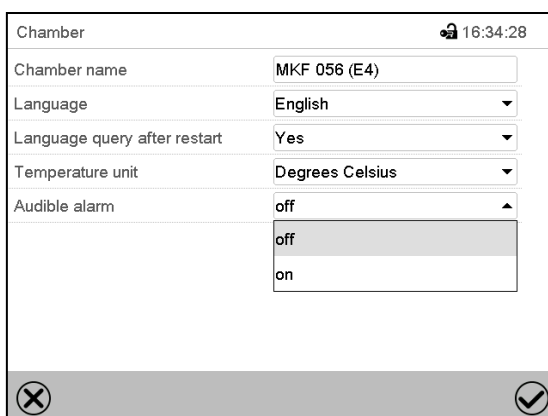 Chamber 16:34:28
Chamber name MKF 056 (E4)
Language English
Language query after restart Yes
Temperature unit Degrees Celsius
Audible alarm off
off
on